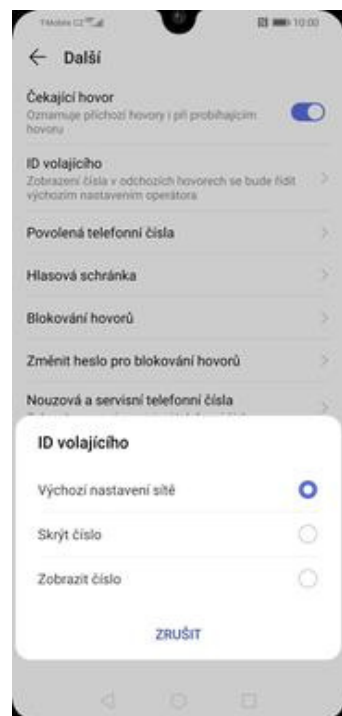 T-Mobile CZ
10:00
Další
Čekající hovor
Oznamuje příchozí hovory i při probíhajícím
hovoru
ID volajícího
Zobrazení čísla v odchozích hovorech se bude řídit
výchozím nastavením operátora
Povolená telefonní čísla
Hlasová schránka
Blokování hovorů
Změnit heslo pro blokování hovorů
Nouzová a servisní telefonní čísla
ID volajícího
Výchozí nastavení sítě
Skrýt číslo
Zobrazit číslo
ZRUŠIT